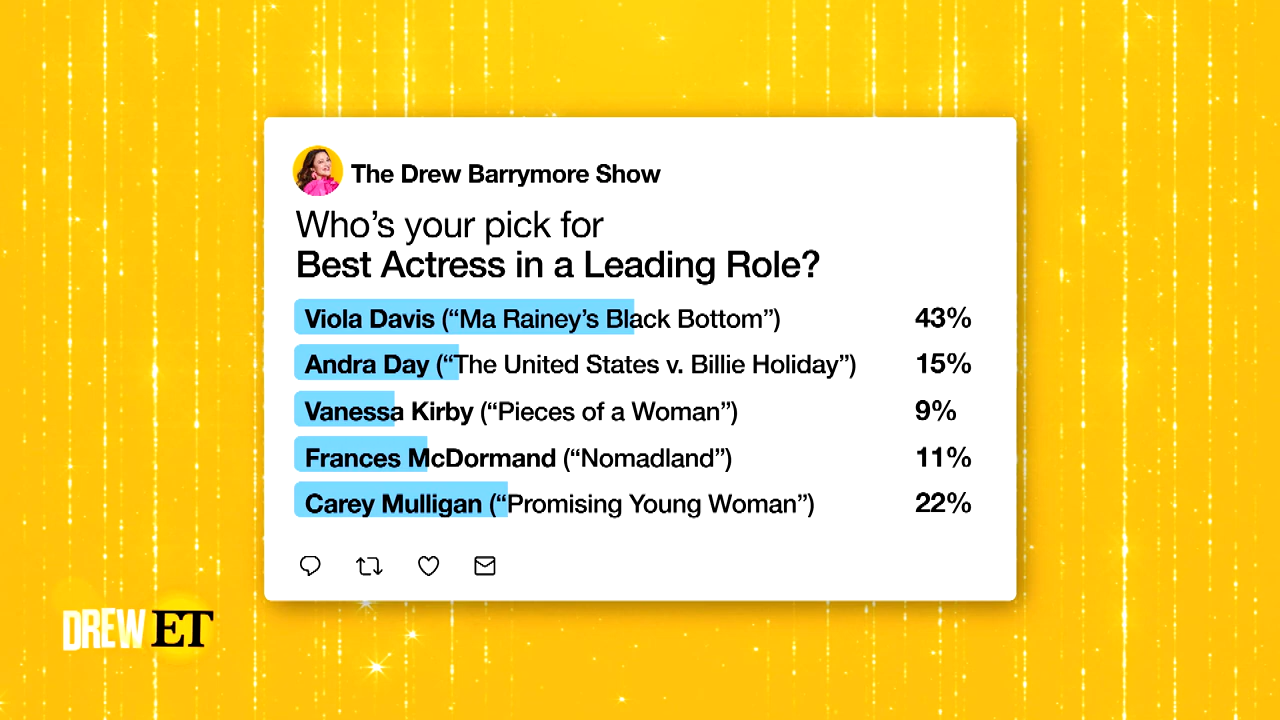 The Drew Barrymore Show
Who’s your pick for
Best Actress in a Leading Role?
Viola Davis (“Ma Rainey’s Black Bottom”) 43%
Andra Day (“The United States v. Billie Holiday”) 15%
Vanessa Kirby (“Pieces of a Woman”) 9%
Frances McDormand (“Nomadland”) 11%
Carey Mulligan (“Promising Young Woman”) 22%
DREW ET